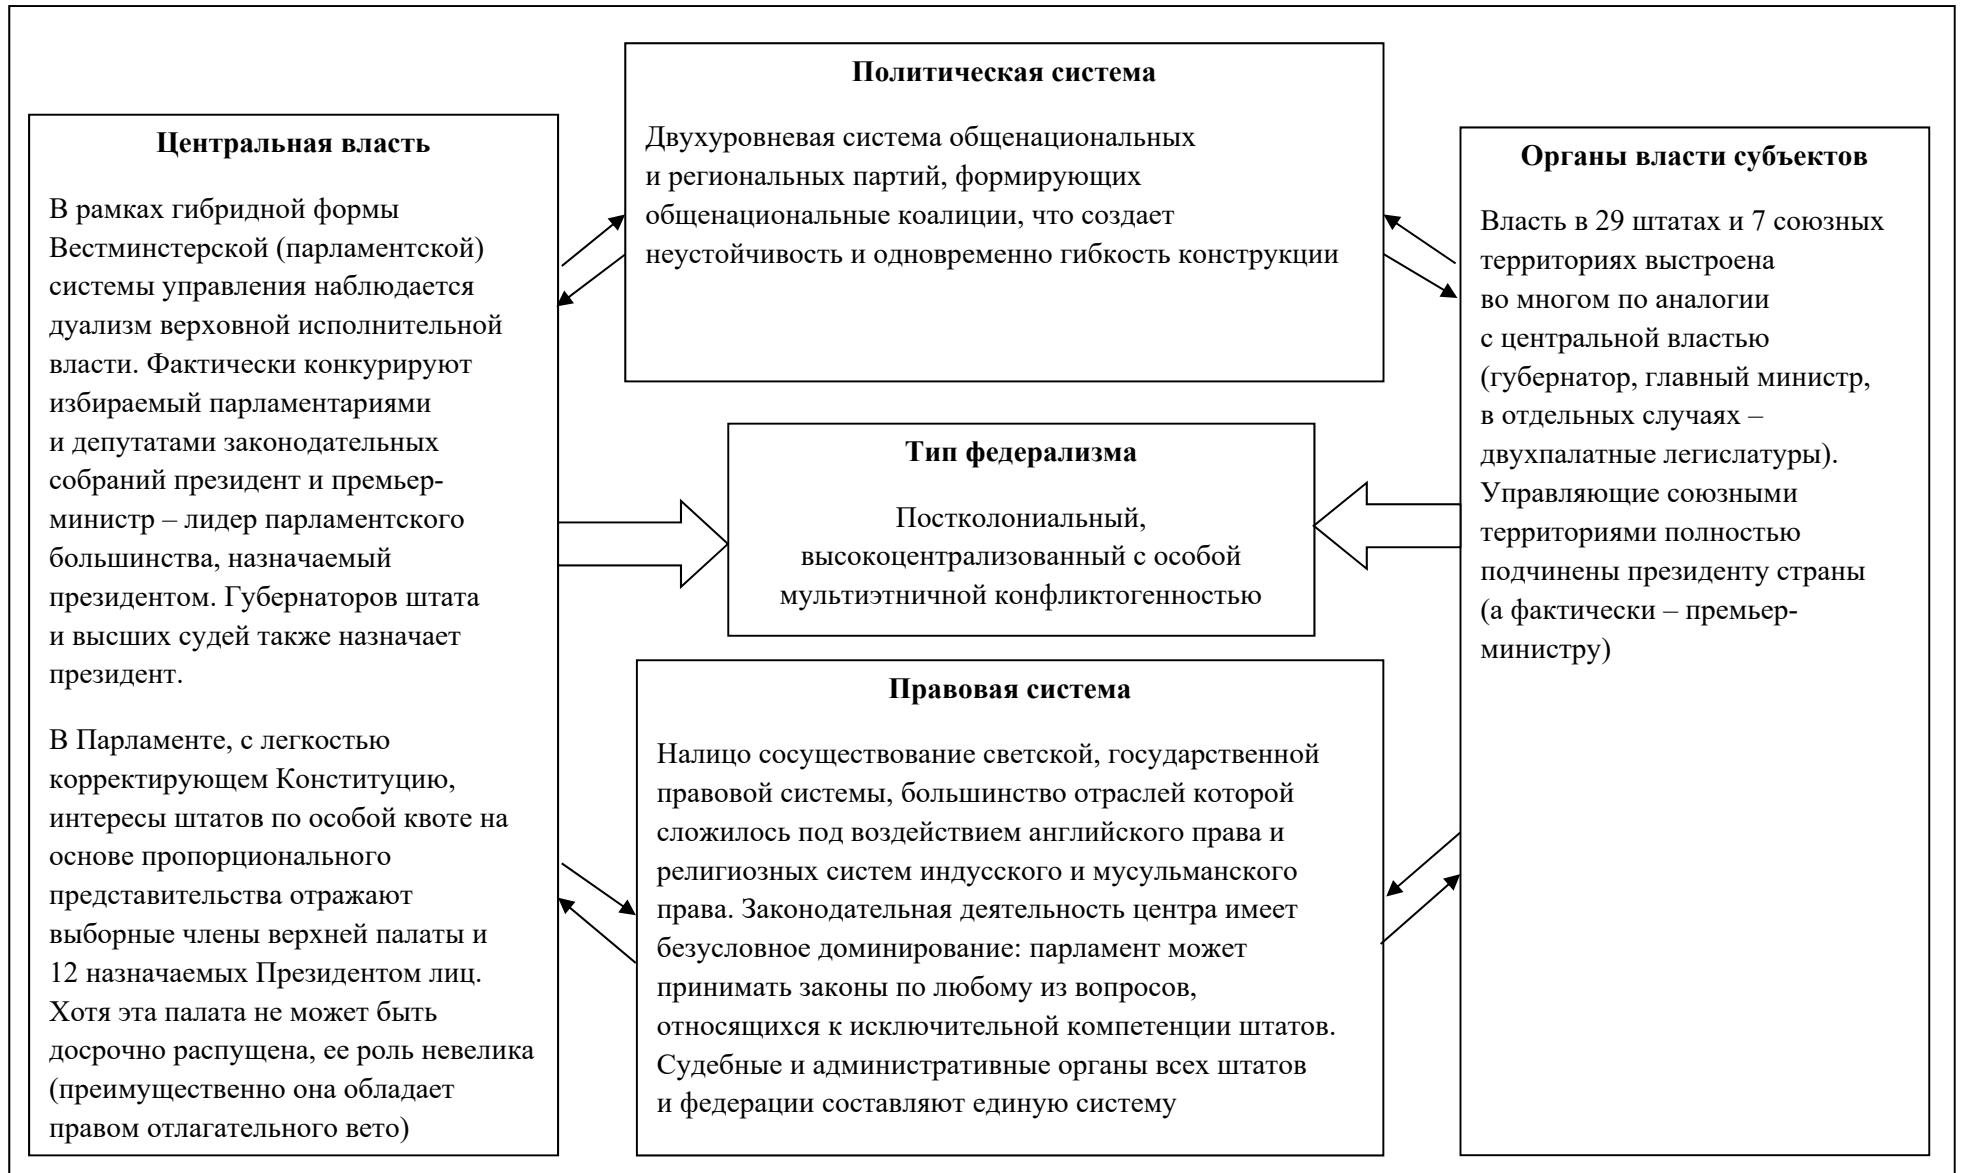 Политическая система
Двухуровневая система общенациональных
и региональных партий, формирующих
общенациональные коалиции, что создает
неустойчивость и одновременно гибкость конструкции
Центральная власть
В рамках гибридной формы
Вестминстерской (парламентской)
системы управления наблюдается
дуализм верховной исполнительной
власти. Фактически конкурируют
избираемый парламентариями
и депутатами законодательных
собраний президент и премьер-
министр – лидер парламентского
большинства, назначаемый
президентом. Губернаторов штата
и высших судей также назначает
президент.
В Парламенте, с легкостью
корректирующем Конституцию,
интересы штатов по особой квоте на
основе пропорционального
представительства отражают
выборные члены верхней палаты и
12 назначаемых Президентом лиц.
Хотя эта палата не может быть
досрочно распущена, ее роль невелика
(преимущественно она обладает
правом отлагательного вето)
Органы власти субъектов
Власть в 29 штатах и 7 союзных
территориях выстроена
во многом по аналогии
с центральной властью
(губернатор, главный министр,
в отдельных случаях –
двухпалатные легислатуры).
Управляющие союзными
территориями полностью
подчинены президенту страны
(а фактически – премьер-
министру)
Тип федерализма
Постколониальный,
высокоцентрализованный с особой
мультиэтничной конфликтогенностью
Правовая система
Налицо сосуществование светской, государственной
правовой системы, большинство отраслей которой
сложилось под воздействием английского права и
религиозных систем индусского и мусульманского
права. Законодательная деятельность центра имеет
безусловное доминирование: парламент может
принимать законы по любому из вопросов,
относящихся к исключительной компетенции штатов.
Судебные и административные органы всех штатов
и федерации составляют единую систему